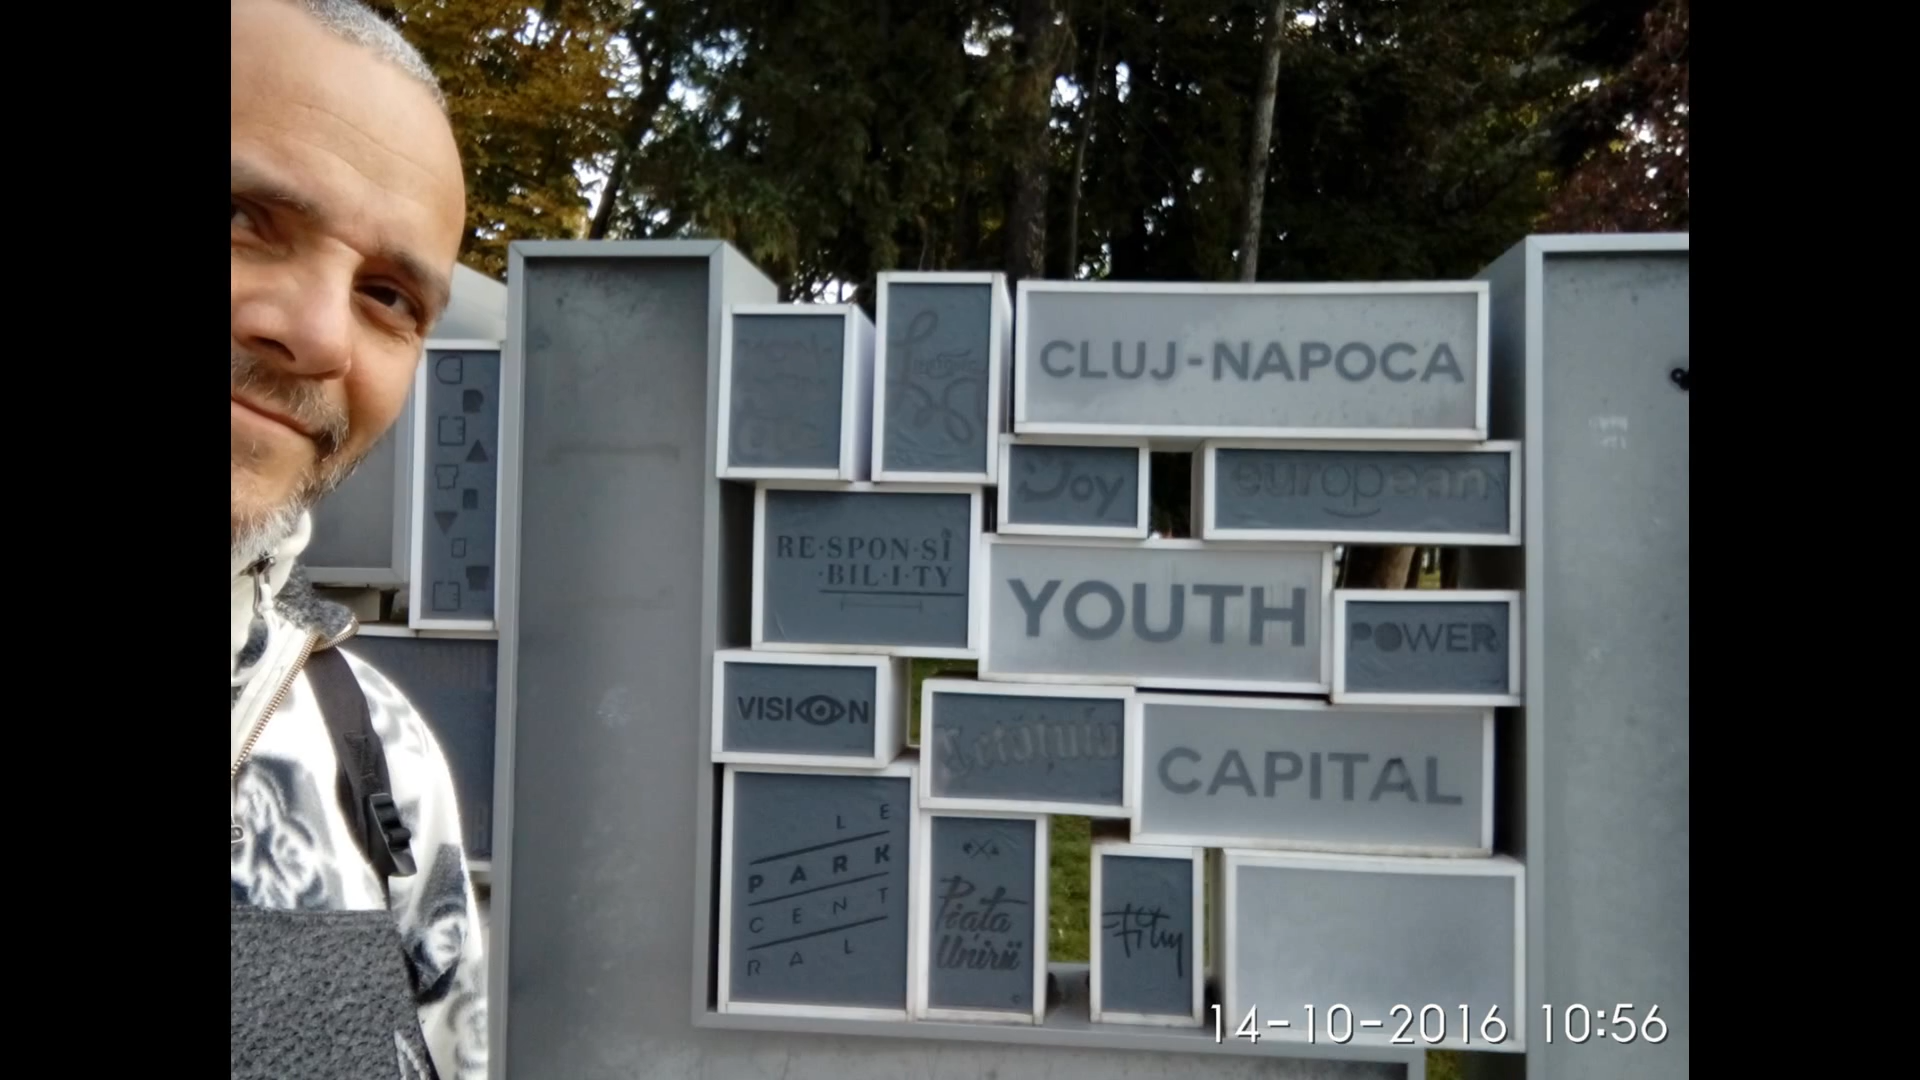 CLUJ-NAPOCA
Joy
european
RE·SPON·SI
·BIL·I·TY
YOUTH
POWER
VISION
CAPITAL
LE
PARK
CENT
RAL
Piața
Unirii
14-10-2016 10:56